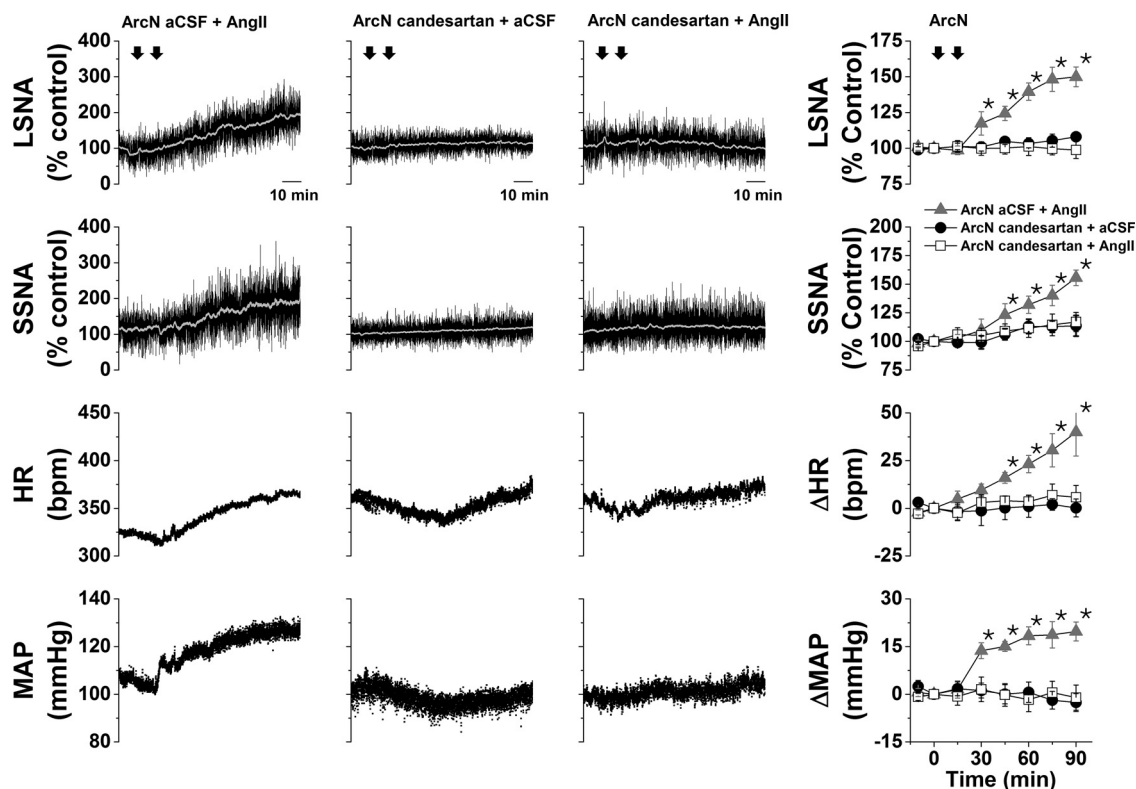 ArcN aCSF + AngII
ArcN candesartan + aCSF
ArcN candesartan + AngII
ArcN
LSNA
(% control)
400
300
200
100
0
10 min
10 min
10 min
LSNA
(% Control)
175
150
125
100
75
* * * * *
SSNA
(% control)
400
300
200
100
0
ArcN aCSF + AngII
ArcN candesartan + aCSF
ArcN candesartan + AngII
SSNA
(% Control)
200
175
150
125
100
75
* * * *
HR
(bpm)
450
400
350
300
ΔHR
(bpm)
50
25
0
-25
* * * *
MAP
(mmHg)
140
120
100
80
ΔMAP
(mmHg)
30
15
0
-15
* * * * *
0 30 60 90
Time (min)